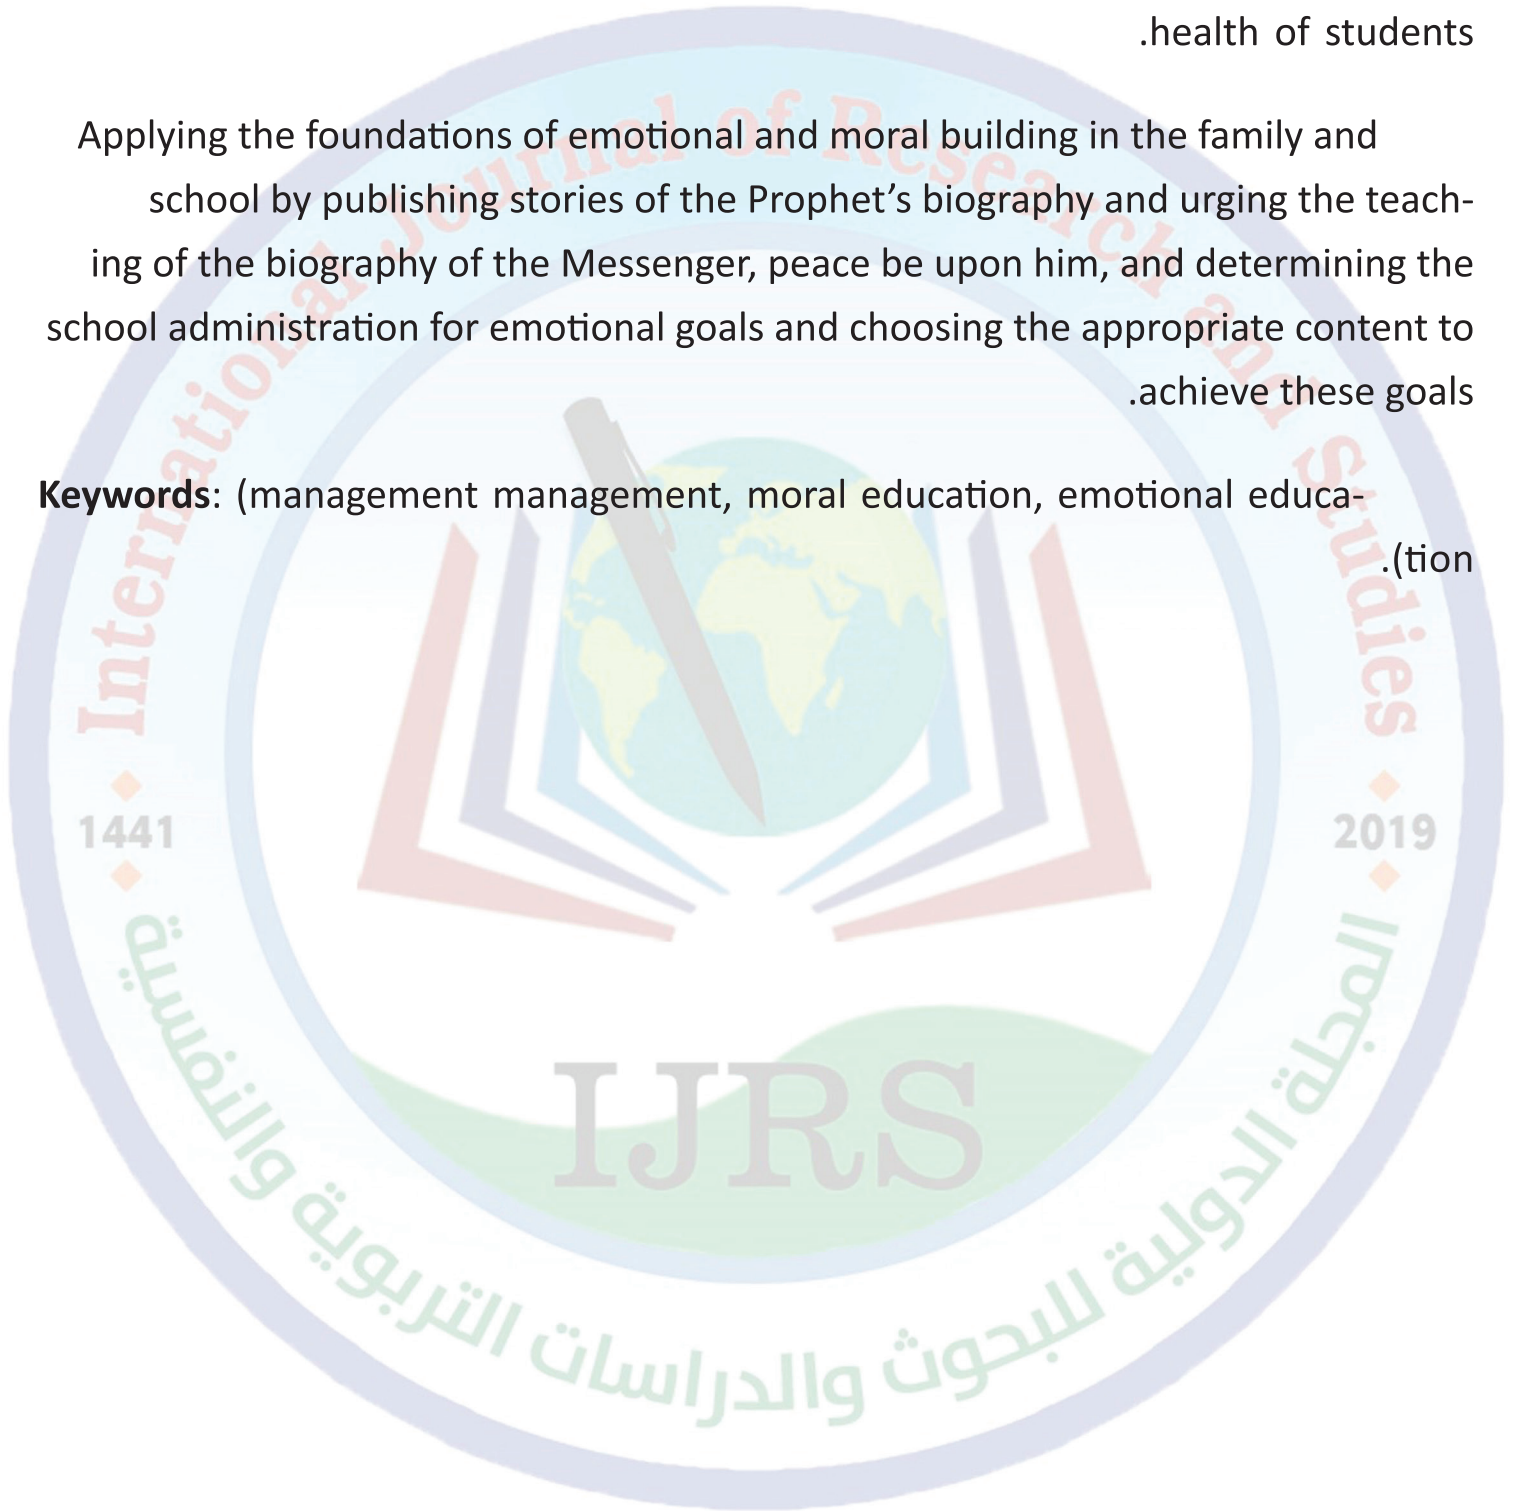 .health of students
Applying the foundations of emotional and moral building in the family and
school by publishing stories of the Prophet’s biography and urging the teach-
ing of the biography of the Messenger, peace be upon him, and determining the
school administration for emotional goals and choosing the appropriate content to
.achieve these goals
Keywords: (management management, moral education, emotional educa-
.(tion
International Journal of Research and Studies
1441
2019
IJRS
المجلة الدولية للبحوث والدراسات التربوية والنفسية